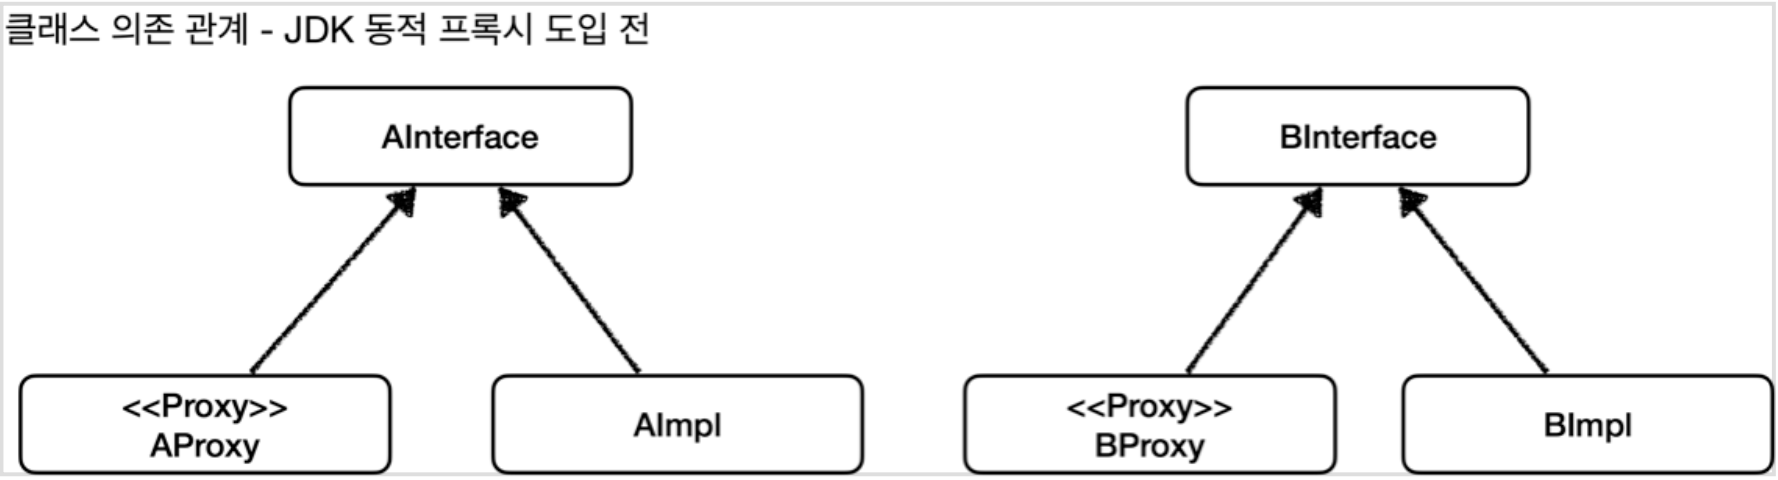 클래스 의존 관계 - JDK 동적 프록시 도입 전
AInterface
BInterface
<<Proxy>>
AProxy
AImpl
<<Proxy>>
BProxy
BImpl